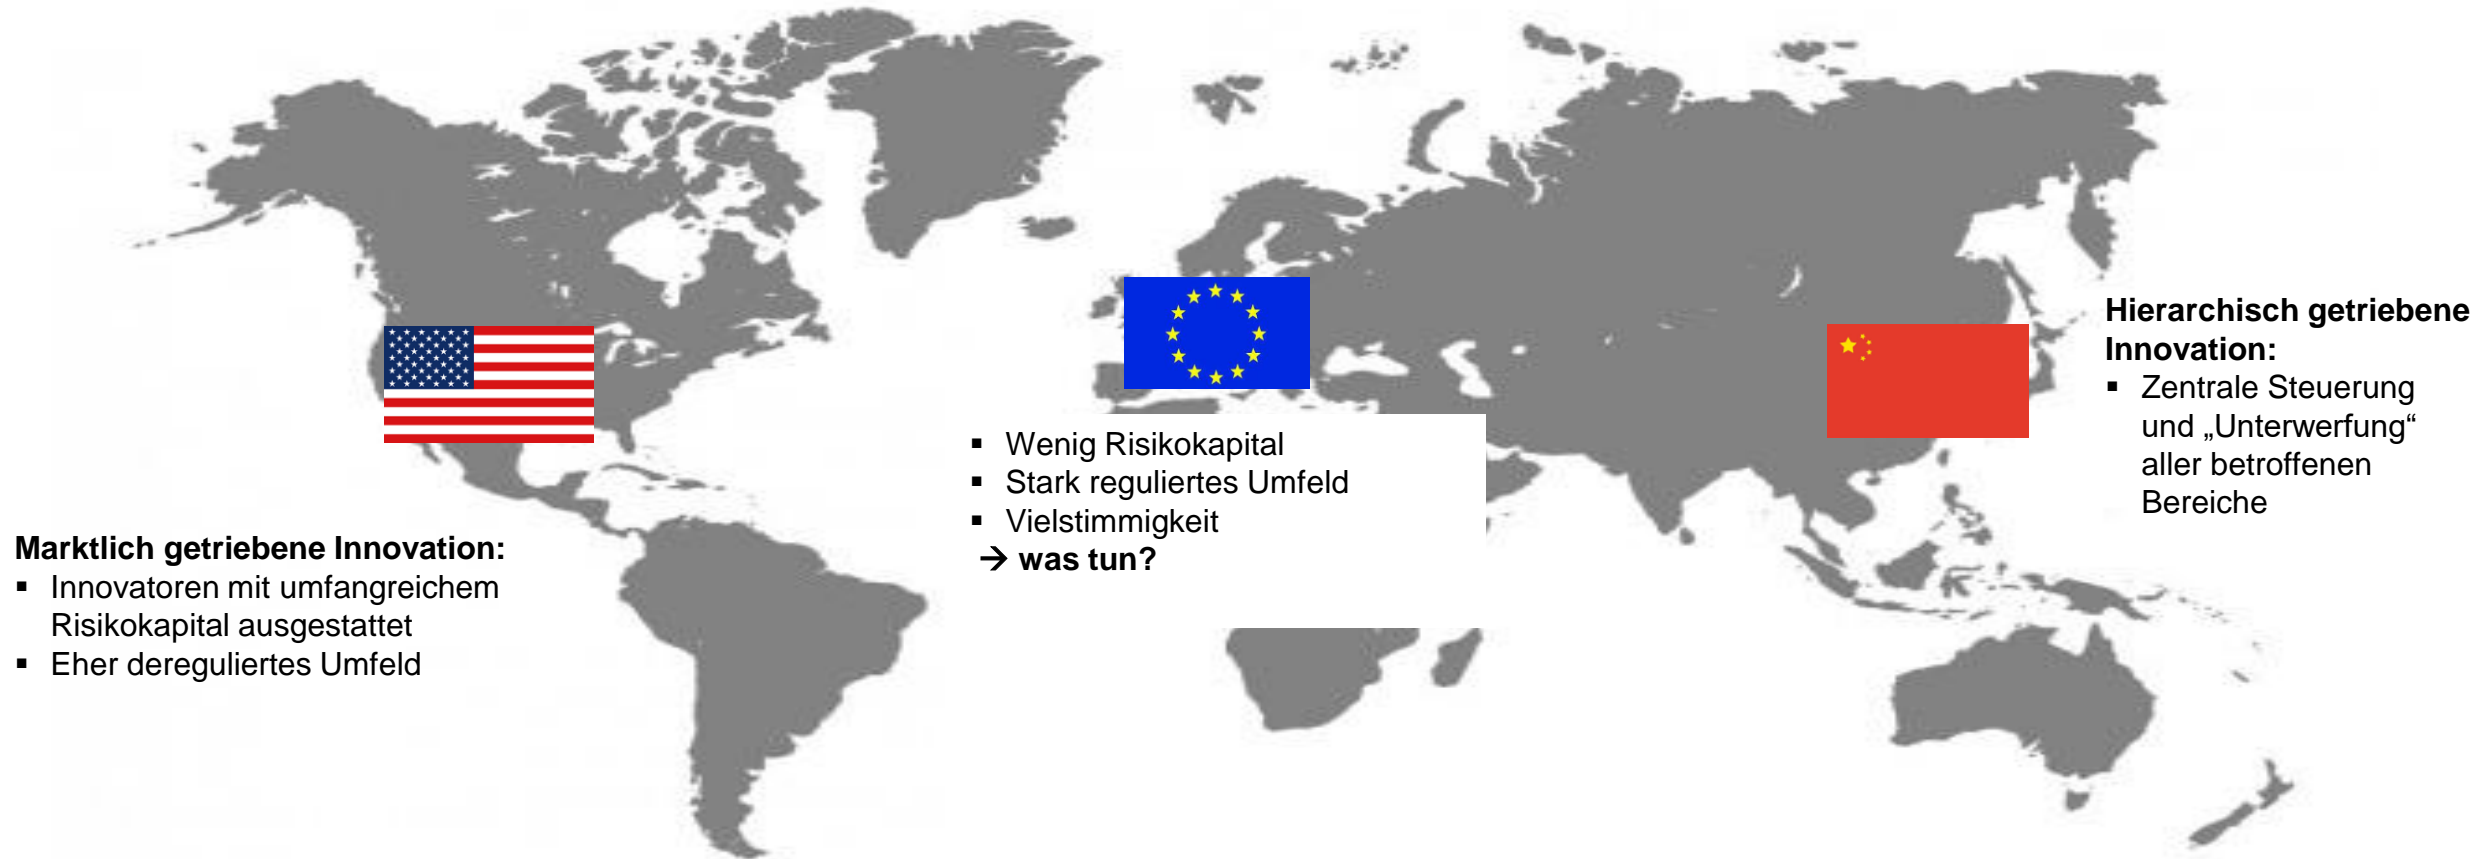 Marktlich getriebene Innovation:
▪ Innovatoren mit umfangreichem
Risikokapital ausgestattet
▪ Eher dereguliertes Umfeld
▪ Wenig Risikokapital
▪ Stark reguliertes Umfeld
▪ Vielstimmigkeit
→ was tun?
Hierarchisch getriebene
Innovation:
▪ Zentrale Steuerung
und „Unterwerfung“
aller betroffenen
Bereiche